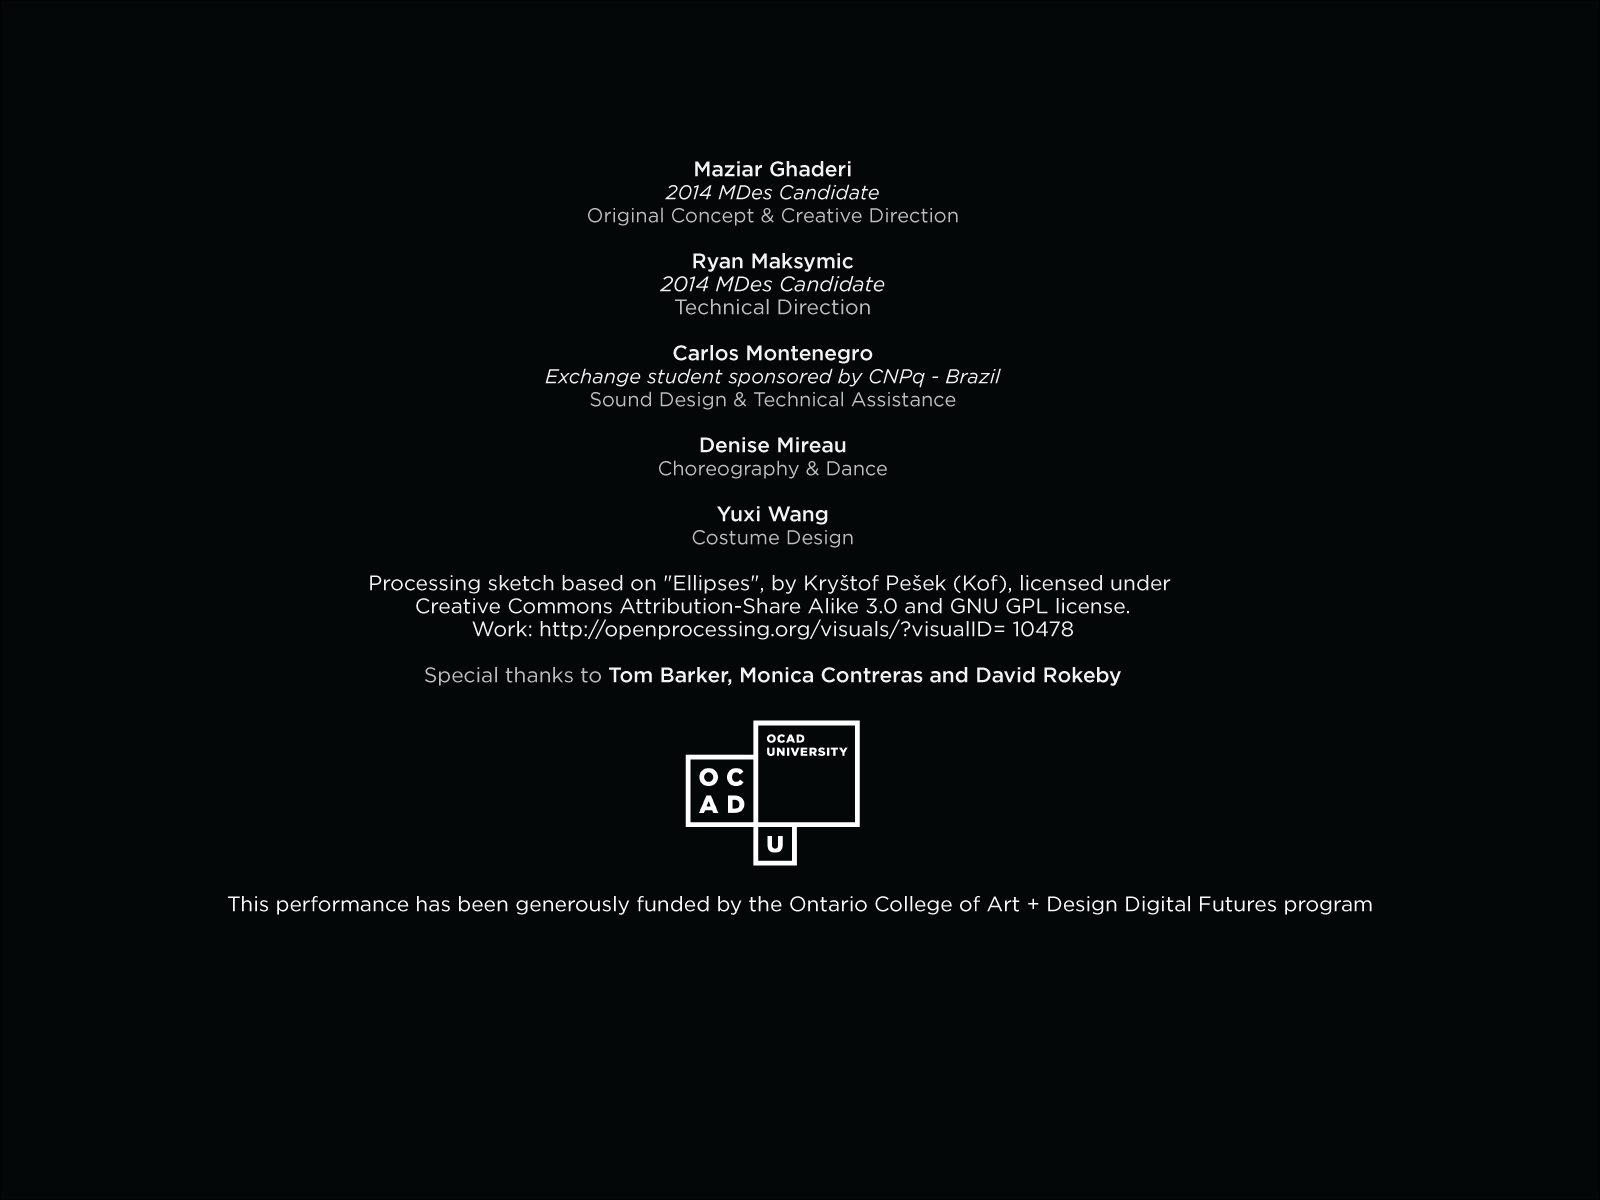 Maziar Ghaderi
2014 MDes Candidate
Original Concept & Creative Direction
Ryan Maksymic
2014 MDes Candidate
Technical Direction
Carlos Montenegro
Exchange student sponsored by CNPq - Brazil
Sound Design & Technical Assistance
Denise Mireau
Choreography & Dance
Yuxi Wang
Costume Design
Processing sketch based on "Ellipses", by Kryštof Pešek (Kof), licensed under
Creative Commons Attribution-Share Alike 3.0 and GNU GPL license.
Work: http://openprocessing.org/visuals/?visualID= 10478
Special thanks to Tom Barker, Monica Contreras and David Rokeby
OCAD
UNIVERSITY
O C
A D
U
This performance has been generously funded by the Ontario College of Art + Design Digital Futures program